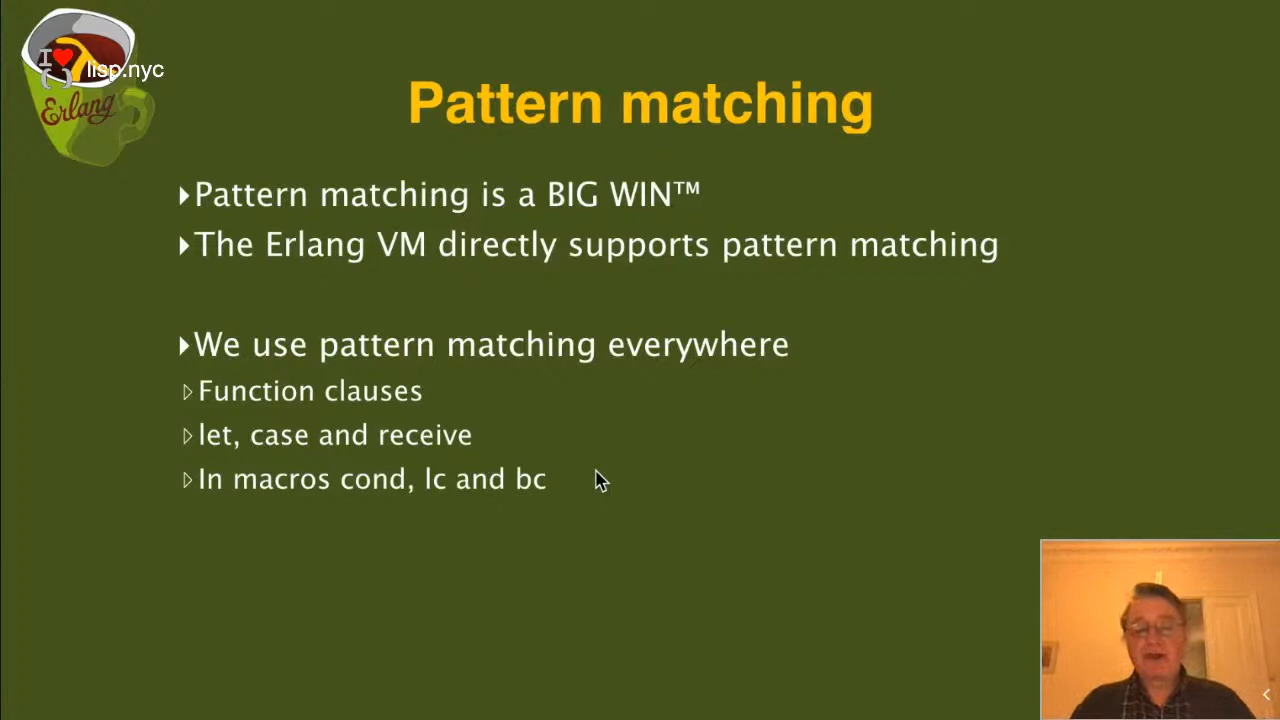 I ♥
{ } lisp.nyc
Erlang
Pattern matching
Pattern matching is a BIG WIN™
The Erlang VM directly supports pattern matching
We use pattern matching everywhere
Function clauses
let, case and receive
In macros cond, lc and bc